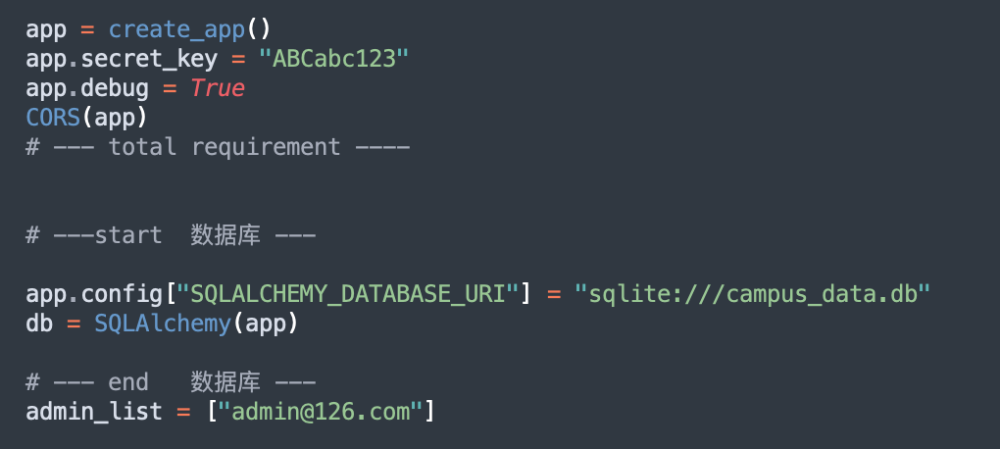 app = create_app()
app.secret_key = "ABCabc123"
app.debug = True
CORS(app)
# --- total requirement ----
# ---start  数据库 ---
app.config["SQLALCHEMY_DATABASE_URI"] = "sqlite:///campus_data.db"
db = SQLAlchemy(app)
# --- end   数据库 ---
admin_list = ["admin@126.com"]